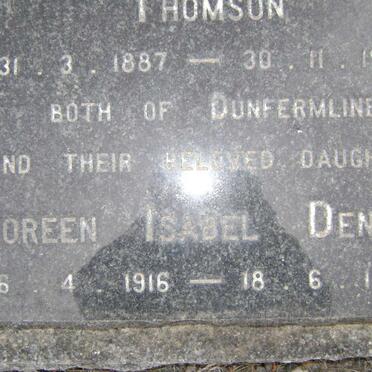 THOMSON
31 . 3 . 1887 — 30 . 11 . 1
BOTH OF DUNFERMLINE
ND THEIR BELOVED DAUGH
OREEN ISABEL DEN
6 . 4 . 1916 — 18 . 6 . 1